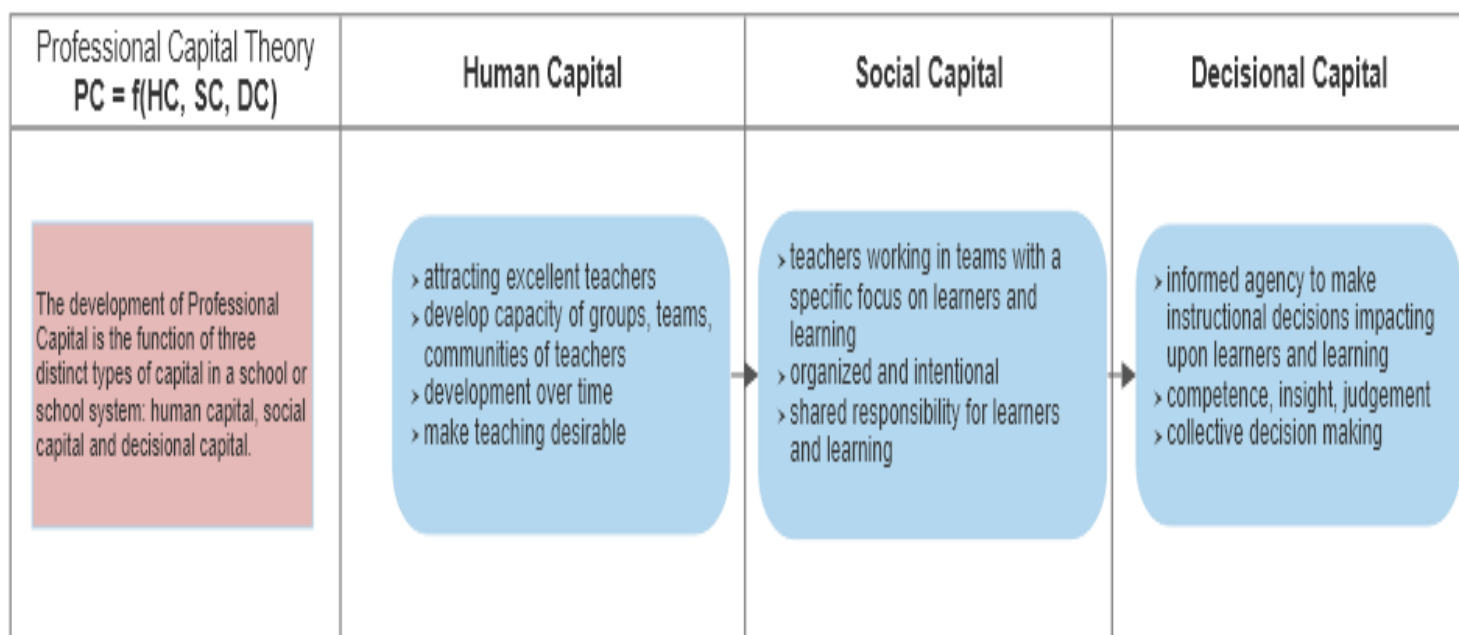 Professional Capital Theory
PC = f(HC, SC, DC)
Human Capital
Social Capital
Decisional Capital
The development of Professional
Capital is the function of three
distinct types of capital in a school or
school system: human capital, social
capital and decisional capital.
› attracting excellent teachers
› develop capacity of groups, teams,
communities of teachers
› development over time
› make teaching desirable
› teachers working in teams with a
specific focus on learners and
learning
› organized and intentional
› shared responsibility for learners
and learning
› informed agency to make
instructional decisions impacting
upon learners and learning
› competence, insight, judgement
› collective decision making